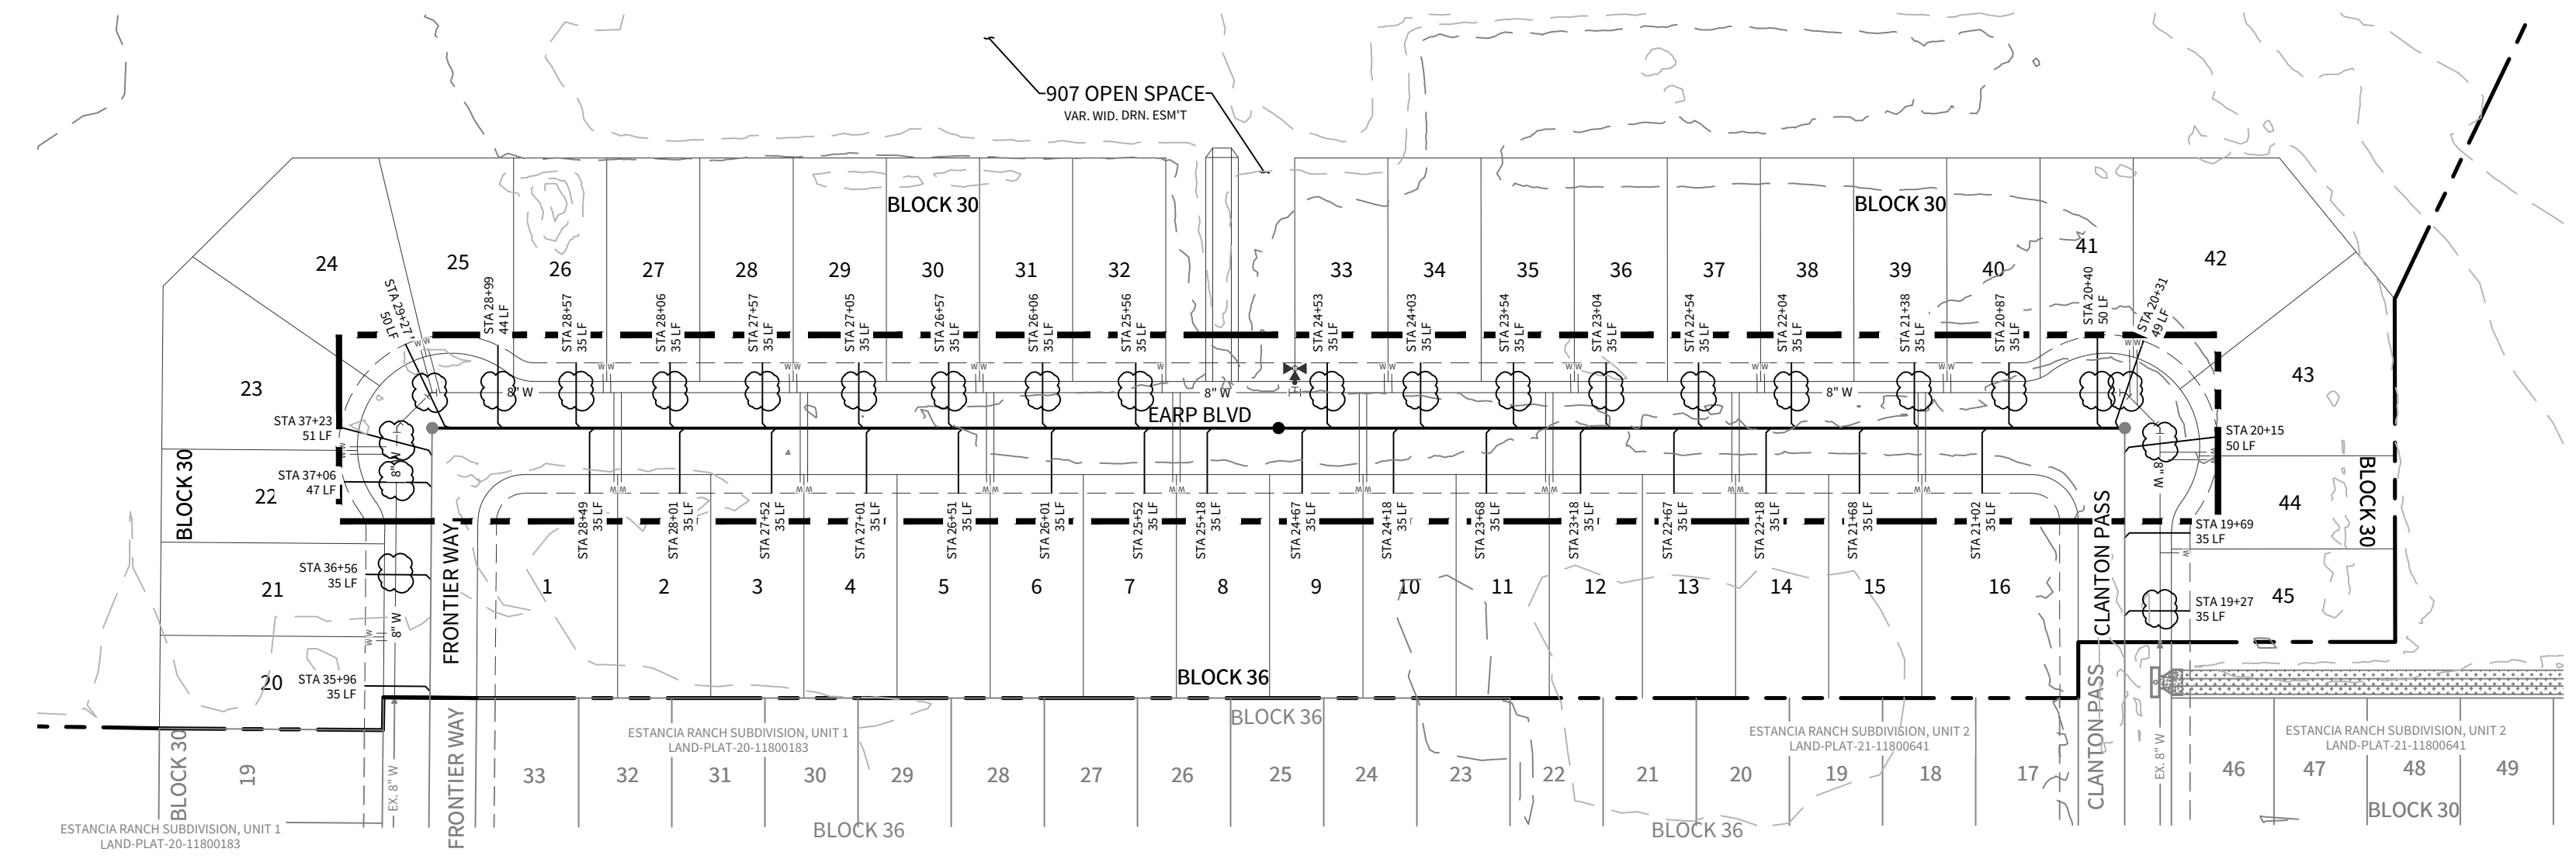 907 OPEN SPACE
VAR. WID. DRN. ESM'T
BLOCK 30
BLOCK 30
24
25
26
27
28
29
30
31
32
33
34
35
36
37
38
39
40
41
42
STA 29+27
50 LF
STA 28+99
44 LF
STA 28+57
35 LF
STA 28+06
35 LF
STA 27+57
35 LF
STA 27+05
35 LF
STA 26+57
35 LF
STA 26+06
35 LF
STA 25+56
35 LF
STA 24+53
35 LF
STA 24+03
35 LF
STA 23+54
35 LF
STA 23+04
35 LF
STA 22+54
35 LF
STA 22+04
35 LF
STA 21+38
35 LF
STA 20+87
35 LF
STA 20+40
50 LF
STA 20+31
49 LF
23
43
8" W
8" W
8" W
EARP BLVD
STA 37+23
51 LF
STA 20+15
50 LF
8" W
8" W
BLOCK 30
22
STA 37+06
47 LF
44
BLOCK 30
STA 28+49
35 LF
STA 28+01
35 LF
STA 27+52
35 LF
STA 27+01
35 LF
STA 26+51
35 LF
STA 26+01
35 LF
STA 25+52
35 LF
STA 25+18
35 LF
STA 24+67
35 LF
STA 24+18
35 LF
STA 23+68
35 LF
STA 23+18
35 LF
STA 22+67
35 LF
STA 22+18
35 LF
STA 21+68
35 LF
STA 21+02
35 LF
STA 19+69
35 LF
21
STA 36+56
35 LF
FRONTIER WAY
1
2
3
4
5
6
7
8
9
10
11
12
13
14
15
16
CLANTON PASS
STA 19+27
35 LF
45
8" W
20
STA 35+96
35 LF
BLOCK 36
BLOCK 36
CLANTON PASS
BLOCK 30
19
EX. 8" W
FRONTIER WAY
ESTANCIA RANCH SUBDIVISION, UNIT 1
LAND-PLAT-20-11800183
ESTANCIA RANCH SUBDIVISION, UNIT 2
LAND-PLAT-21-11800641
ESTANCIA RANCH SUBDIVISION, UNIT 2
LAND-PLAT-21-11800641
EX. 8" W
33
32
31
30
29
28
27
26
25
24
23
22
21
20
19
18
17
46
47
48
49
BLOCK 30
BLOCK 36
BLOCK 36
ESTANCIA RANCH SUBDIVISION, UNIT 1
LAND-PLAT-20-11800183